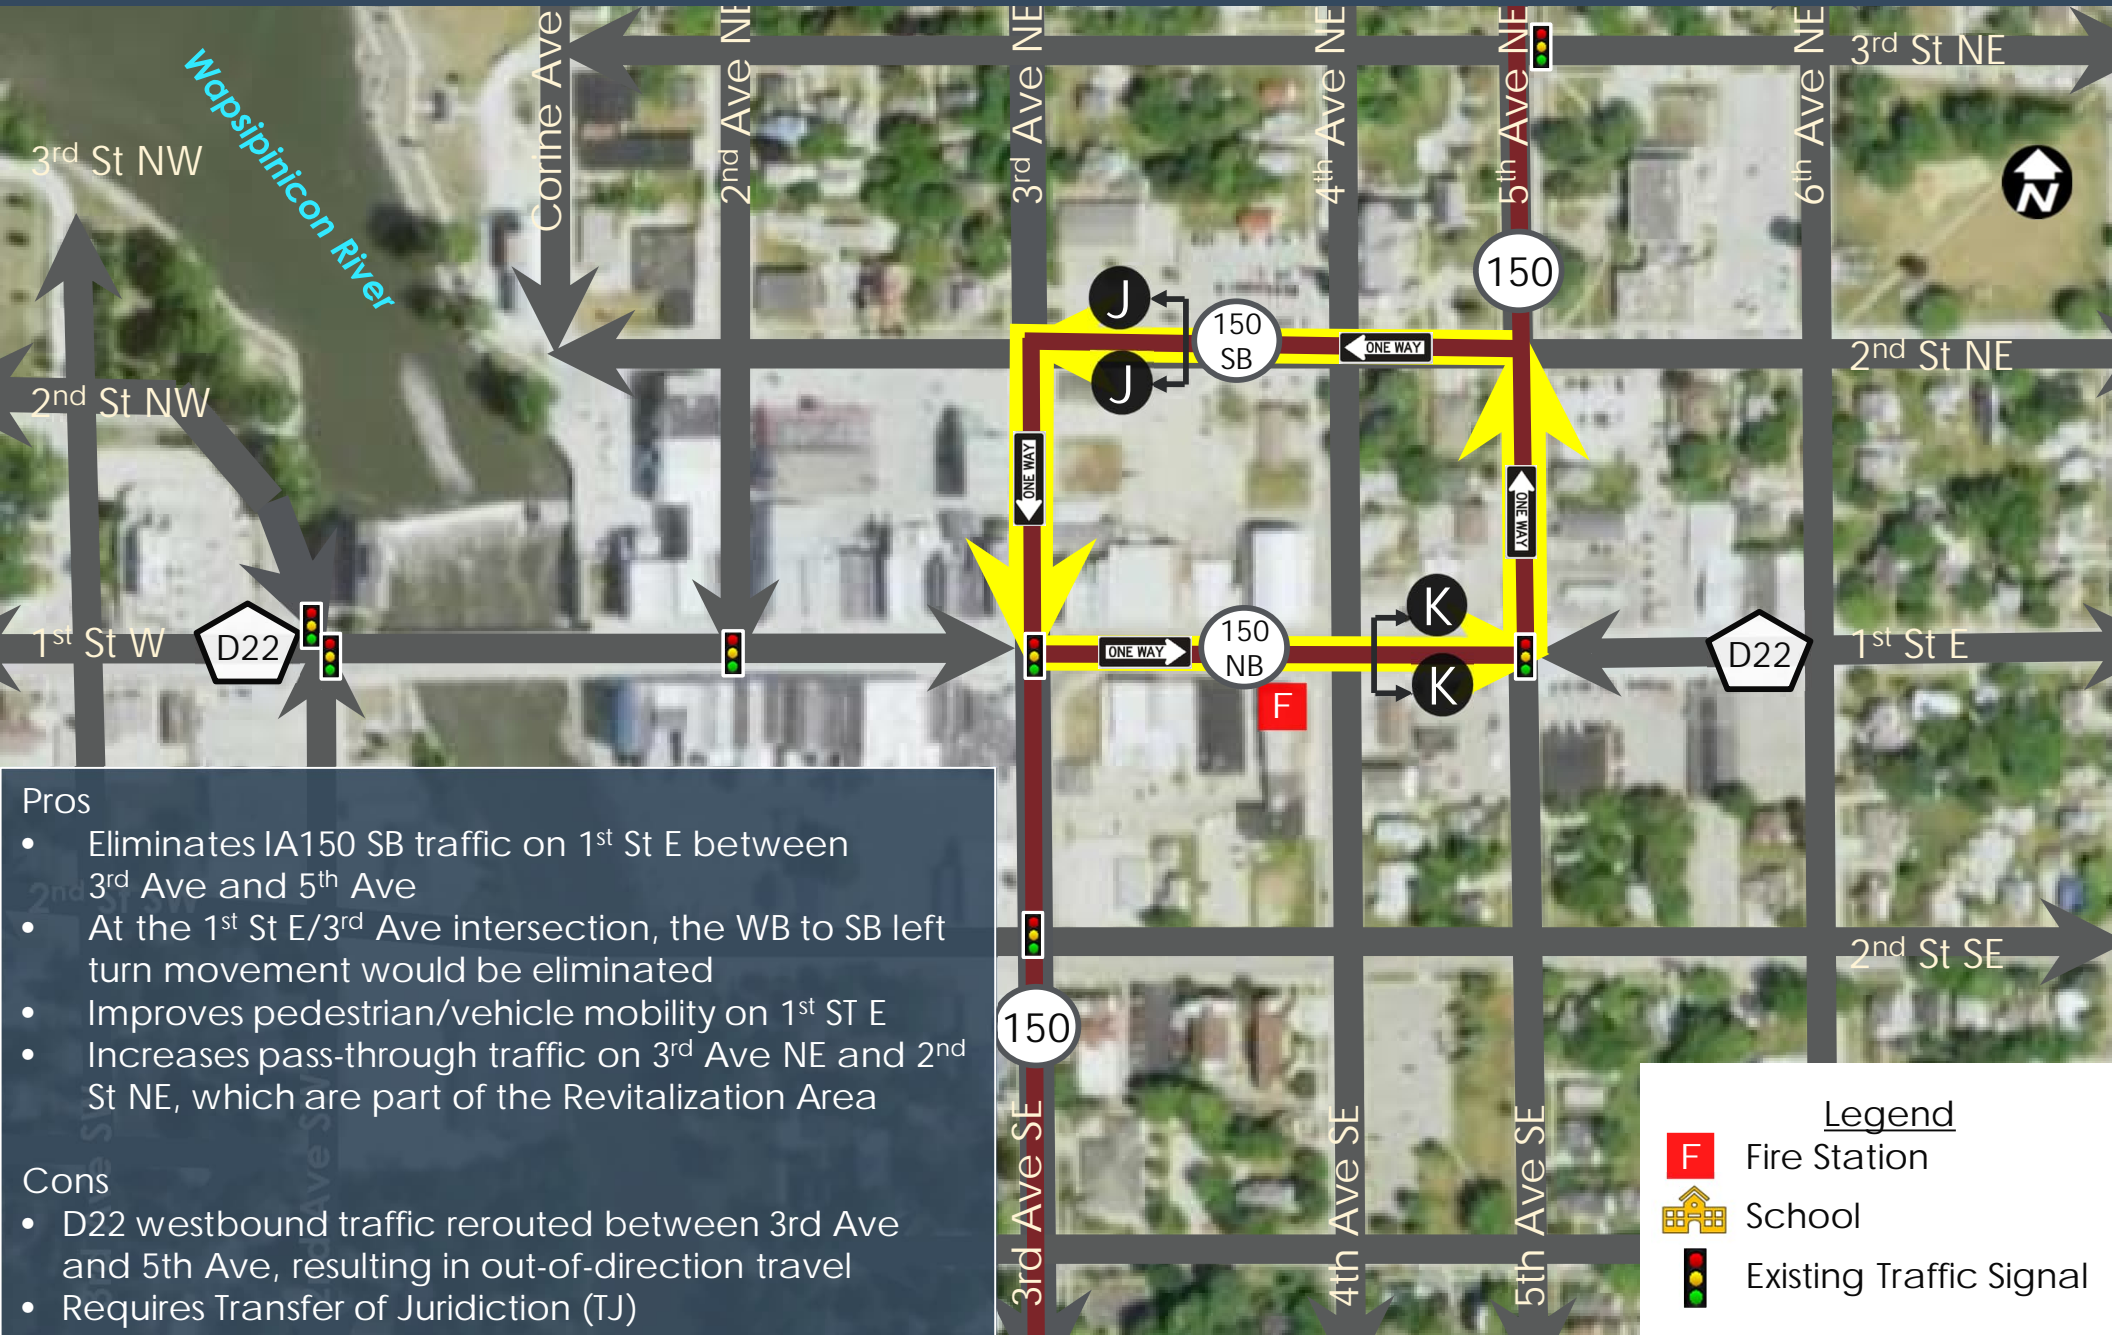 Corine Ave
2nd Ave NE
3rd Ave NE
4th Ave NE
5th Ave NE
6th Ave NE
3rd St NE
Wapsipinicon River
3rd St NW
N
150
J
150
SB
ONE WAY
2nd St NE
J
2nd St NW
ONE WAY
ONE WAY
K
1st St W
D22
ONE WAY
150
NB
D22
1st St E
K
F
2nd St SE
150
Pros
• Eliminates IA150 SB traffic on 1st St E between
3rd Ave and 5th Ave
2nd St SW
• At the 1st St E/3rd Ave intersection, the WB to SB left
turn movement would be eliminated
• Improves pedestrian/vehicle mobility on 1st ST E
• Increases pass-through traffic on 3rd Ave NE and 2nd
St NE, which are part of the Revitalization Area
Cons
• D22 westbound traffic rerouted between 3rd Ave
and 5th Ave, resulting in out-of-direction travel
• Requires Transfer of Juridiction (TJ)
3rd Ave SE
4th Ave SE
5th Ave SE
Legend
F Fire Station
School
Existing Traffic Signal